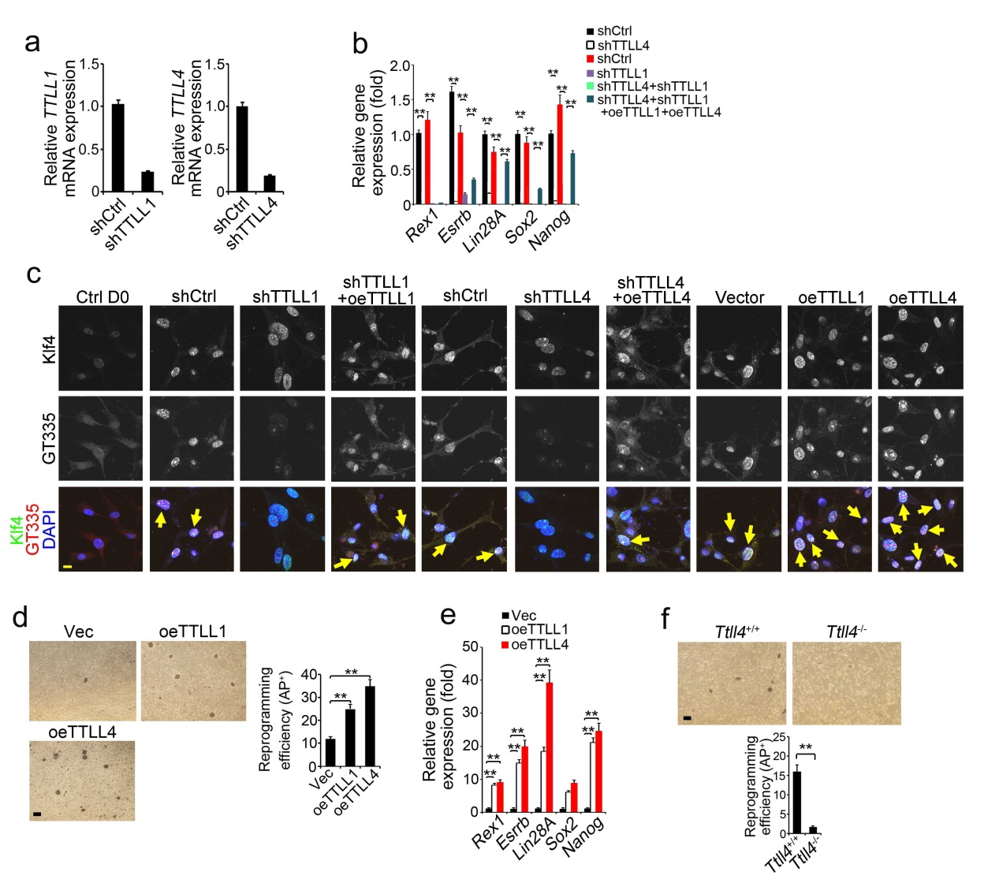 a
Relative TTLL1
mRNA expression
1.5
1.0
0.5
0
shCtrl
shTTLL1
Relative TTLL4
mRNA expression
1.5
1.0
0.5
0
shCtrl
shTTLL4
b
shCtrl
shTTLL4
shCtrl
shTTLL1
shTTLL4+shTTLL1
shTTLL4+shTTLL1
+oeTTLL1+oeTTLL4
Relative gene
expression (fold)
2.0
1.5
1.0
0.5
0
** ** ** ** ** ** ** ** ** ** ** ** ** **
Rex1
Esrrb
Lin28A
Sox2
Nanog
c
Ctrl D0
shCtrl
shTTLL1
shTTLL1
+oeTTLL1
shCtrl
shTTLL4
shTTLL4
+oeTTLL4
Vector
oeTTLL1
oeTTLL4
Klf4
GT335
Klf4
GT335
DAPI
d
Vec
oeTTLL1
oeTTLL4
Reprogramming
efficiency (AP+)
40
30
20
10
0
**
**
Vec
oeTTLL1
oeTTLL4
e
Vec
oeTTLL1
oeTTLL4
Relative gene
expression (fold)
50
40
30
20
10
0
** ** ** ** ** ** ** **
Rex1
Esrrb
Lin28A
Sox2
Nanog
f
Ttll4+/+
Ttll4-/-
Reprogramming
efficiency (AP+)
25
20
15
10
5
0
**
Ttll4+/+
Ttll4-/-